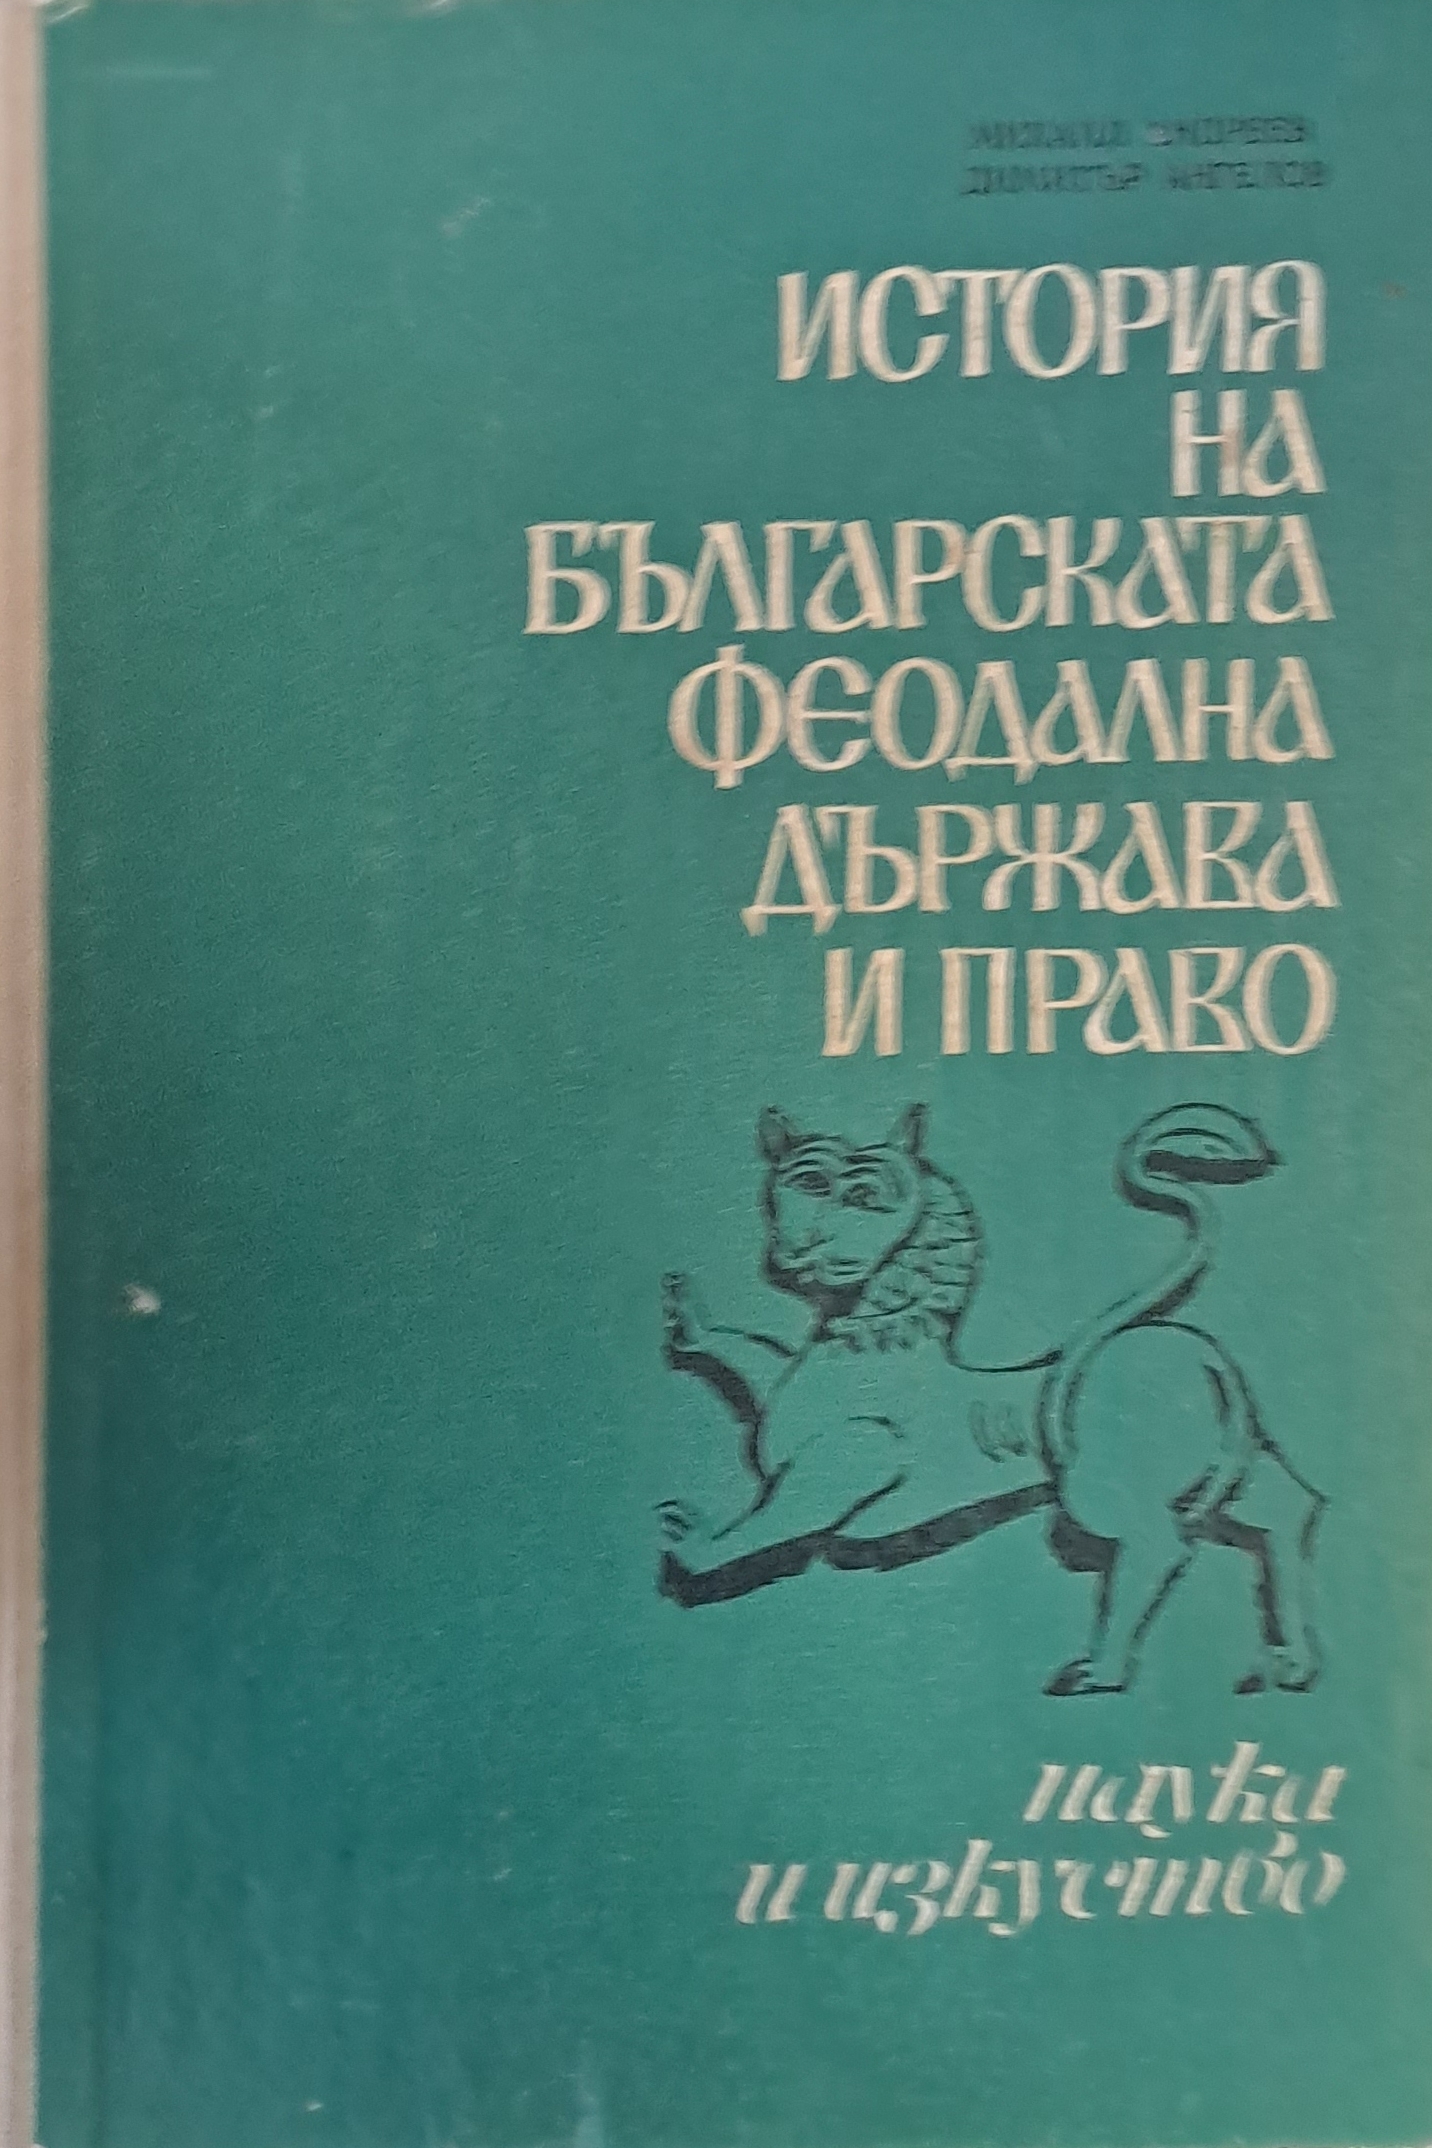 МИХАИЛ АНДРЕЕВ
ДИМИТЪР АНГЕЛОВ
ИСТОРИЯ
НА
БЪЛГАРСКАТА
ФЕОДАЛНА
ДЪРЖАВА
И ПРАВО
наука
и изкуство